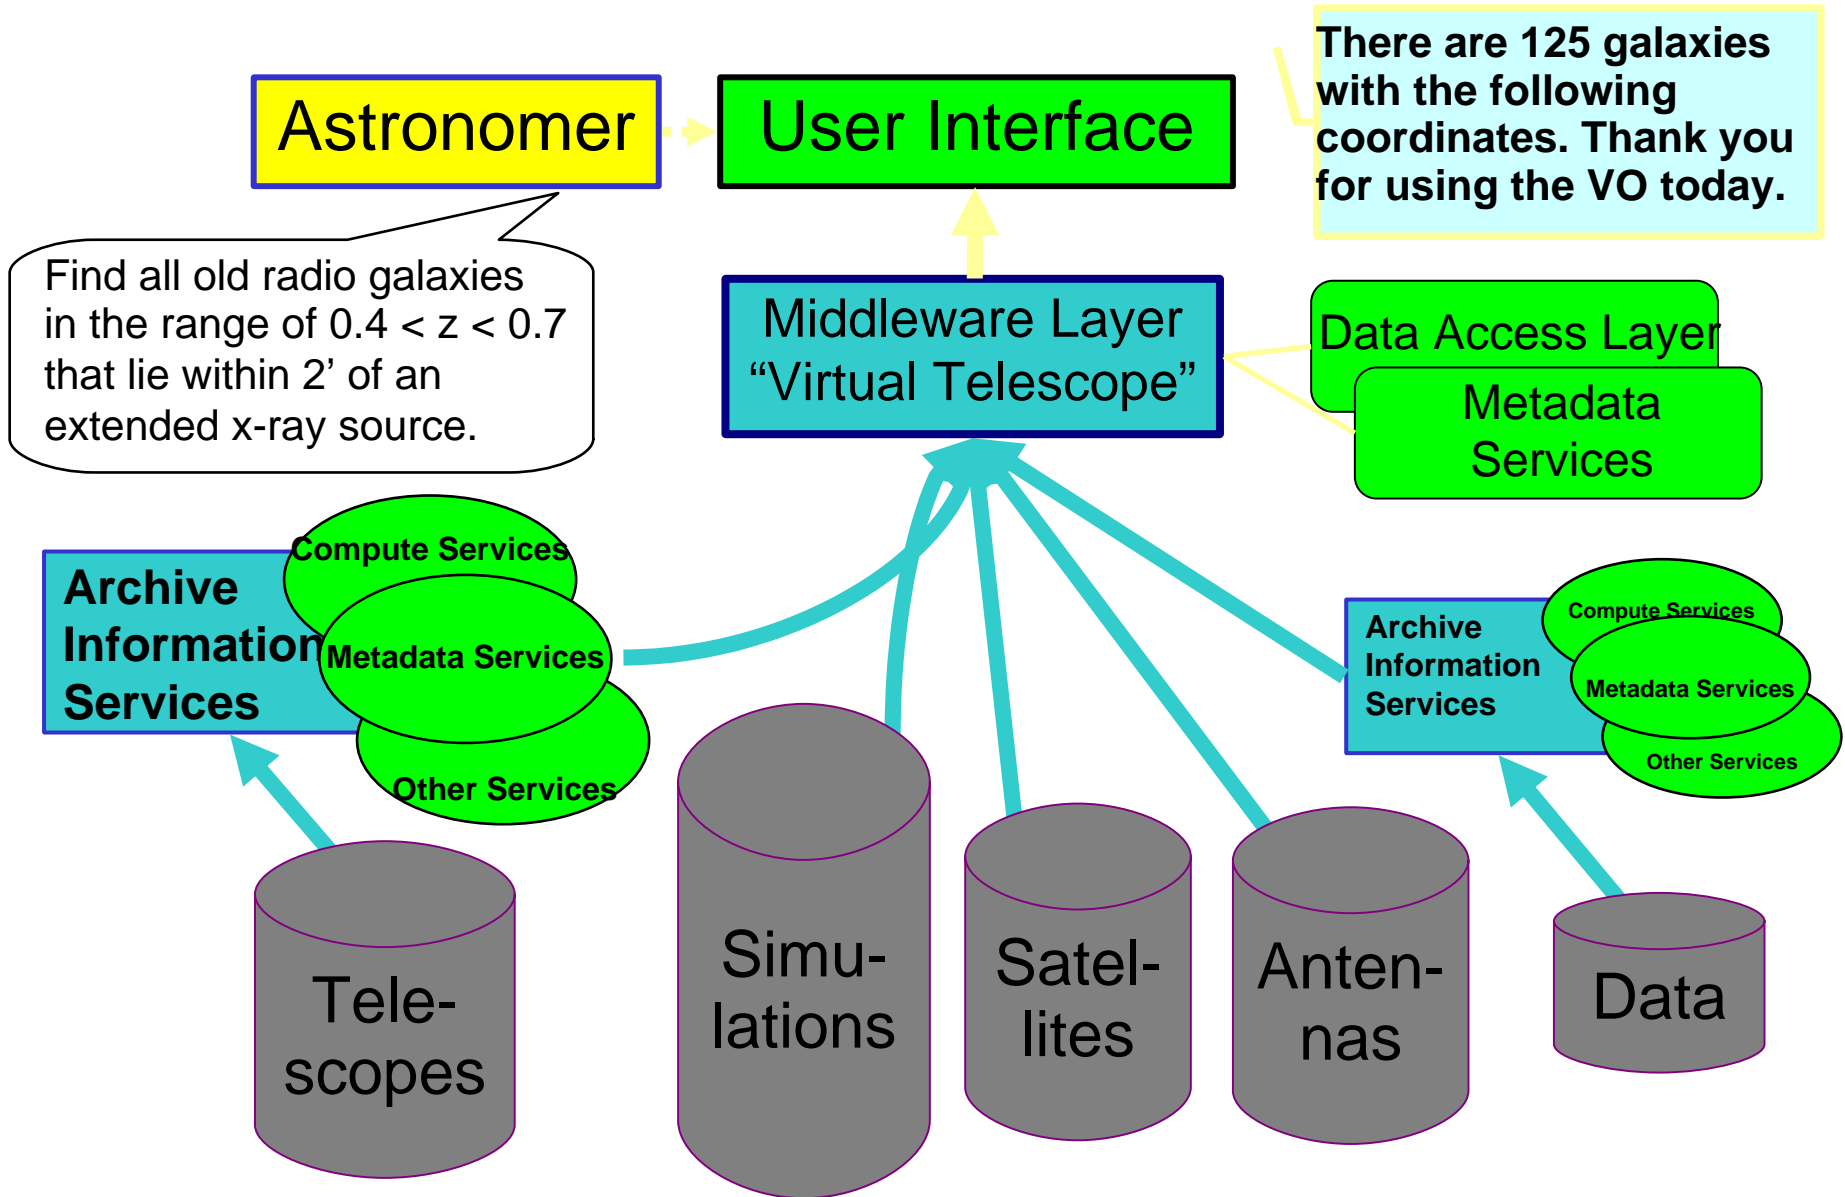 There are 125 galaxies
with the following
coordinates. Thank you
for using the VO today.
Astronomer
User Interface
Find all old radio galaxies
in the range of 0.4 < z < 0.7
that lie within 2’ of an
extended x-ray source.
Middleware Layer
“Virtual Telescope”
Data Access Layer
Metadata
Services
Archive
Information
Services
Compute Services
Metadata Services
Other Services
Archive
Information
Services
Compute Services
Metadata Services
Other Services
Tele-
scopes
Simu-
lations
Satel-
lites
Anten-
nas
Data